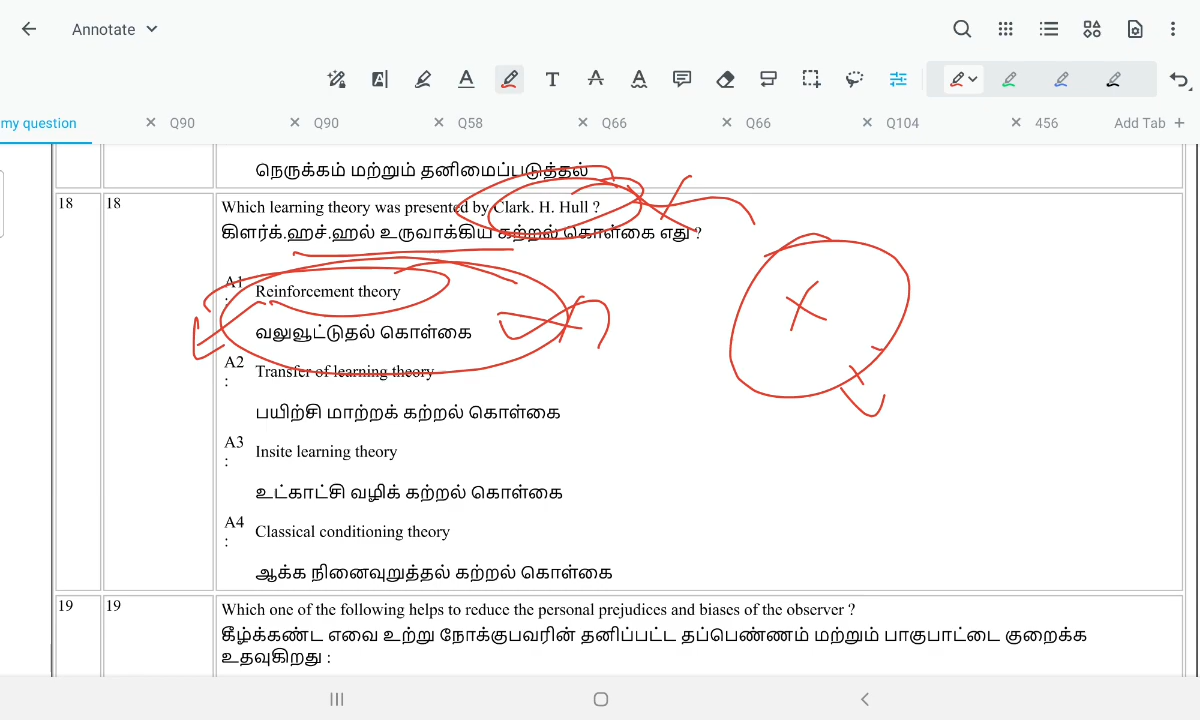 Annotate
my question
Q90
Q90
Q58
Q66
Q66
Q104
456
Add Tab +
நெருக்கம் மற்றும் தனிமைப்படுத்தல்
18 18 Which learning theory was presented by Clark. H. Hull ?
கிளர்க்.ஹச்.ஹல் உருவாக்கிய கற்றல் கொள்கை எது ?
A1 Reinforcement theory
:
வலுவூட்டுதல் கொள்கை
A2 Transfer of learning theory
:
பயிற்சி மாற்றக் கற்றல் கொள்கை
A3 Insite learning theory
:
உட்காட்சி வழிக் கற்றல் கொள்கை
A4 Classical conditioning theory
:
ஆக்க நினைவுறுத்தல் கற்றல் கொள்கை
19 19 Which one of the following helps to reduce the personal prejudices and biases of the observer ?
கீழ்க்கண்ட எவை உற்று நோக்குபவரின் தனிப்பட்ட தப்பெண்ணம் மற்றும் பாகுபாட்டை குறைக்க
உதவுகிறது :